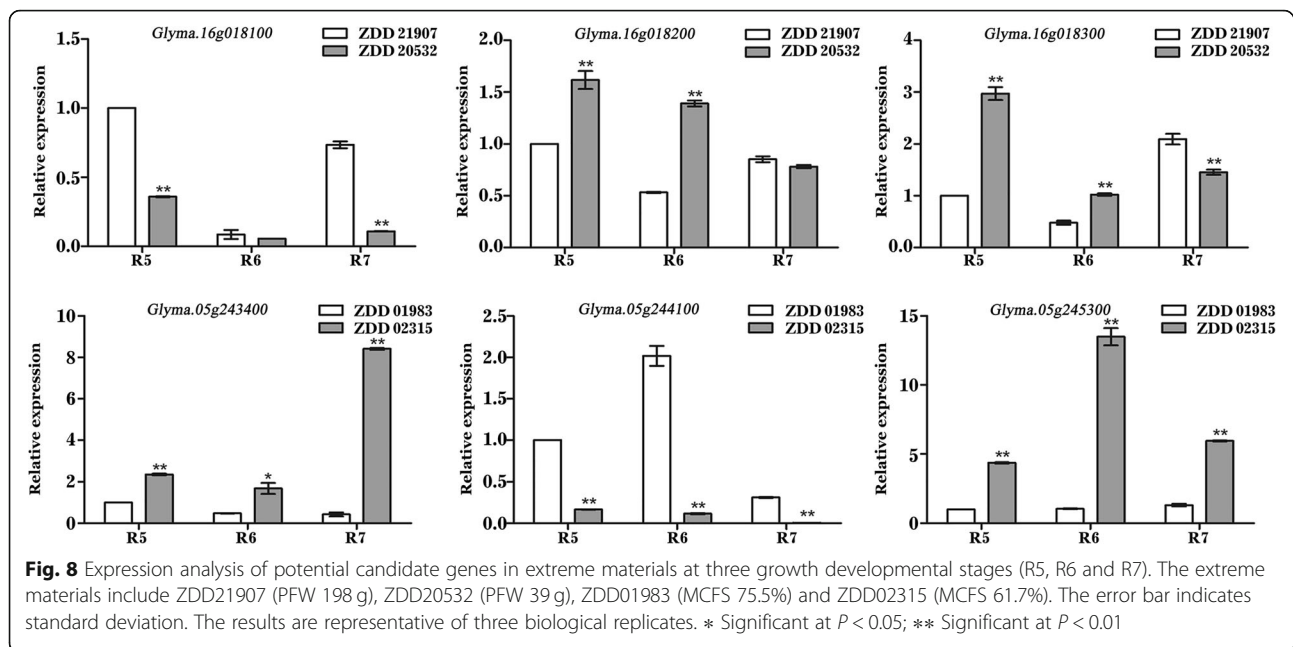 Glyma.16g018100
ZDD 21907
ZDD 20532
Relative expression
1.5
1.0
0.5
0.0
**
**
R5 R6 R7
Glyma.16g018200
ZDD 21907
ZDD 20532
Relative expression
2.0
1.5
1.0
0.5
0.0
**
**
R5 R6 R7
Glyma.16g018300
ZDD 21907
ZDD 20532
Relative expression
4
3
2
1
0
**
**
**
R5 R6 R7
Glyma.05g243400
ZDD 01983
ZDD 02315
Relative expression
10
8
6
4
2
0
**
*
**
R5 R6 R7
Glyma.05g244100
ZDD 01983
ZDD 02315
Relative expression
2.5
2.0
1.5
1.0
0.5
0.0
**
**
**
R5 R6 R7
Glyma.05g245300
ZDD 01983
ZDD 02315
Relative expression
15
10
5
0
**
**
**
R5 R6 R7
Fig. 8 Expression analysis of potential candidate genes in extreme materials at three growth developmental stages (R5, R6 and R7). The extreme
materials include ZDD21907 (PFW 198 g), ZDD20532 (PFW 39 g), ZDD01983 (MCFS 75.5%) and ZDD02315 (MCFS 61.7%). The error bar indicates
standard deviation. The results are representative of three biological replicates. * Significant at P < 0.05; ** Significant at P < 0.01